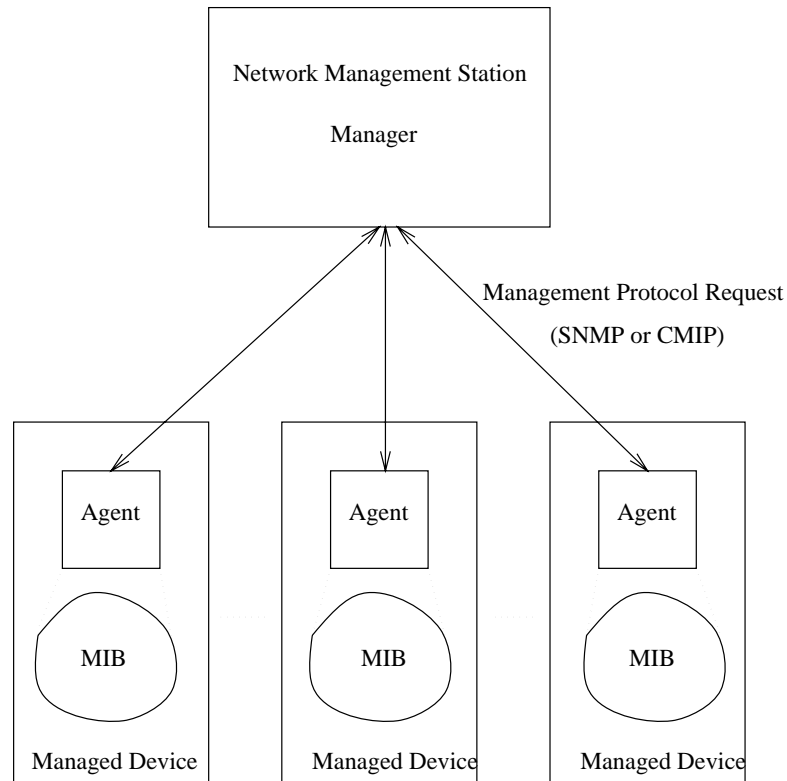 Network Management Station
Manager
Management Protocol Request
(SNMP or CMIP)
Agent
Agent
Agent
MIB
MIB
MIB
Managed Device
Managed Device
Managed Device